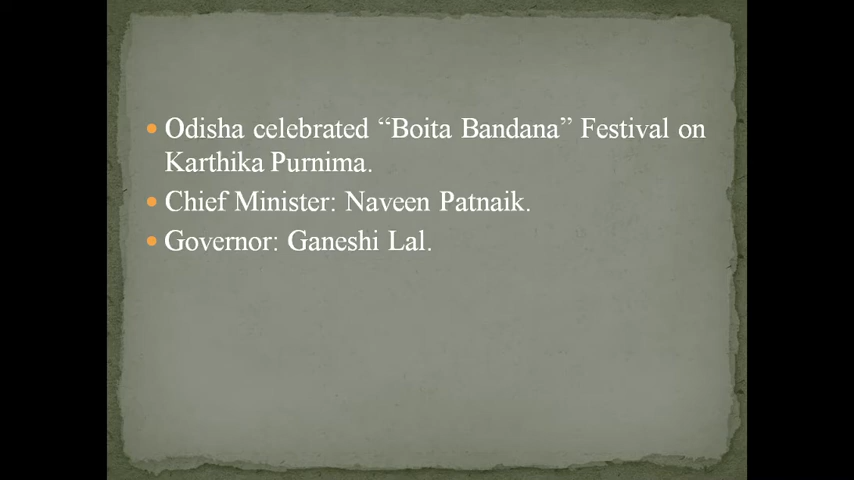 Odisha celebrated “Boita Bandana” Festival on
Karthika Purnima.
Chief Minister: Naveen Patnaik.
Governor: Ganeshi Lal.